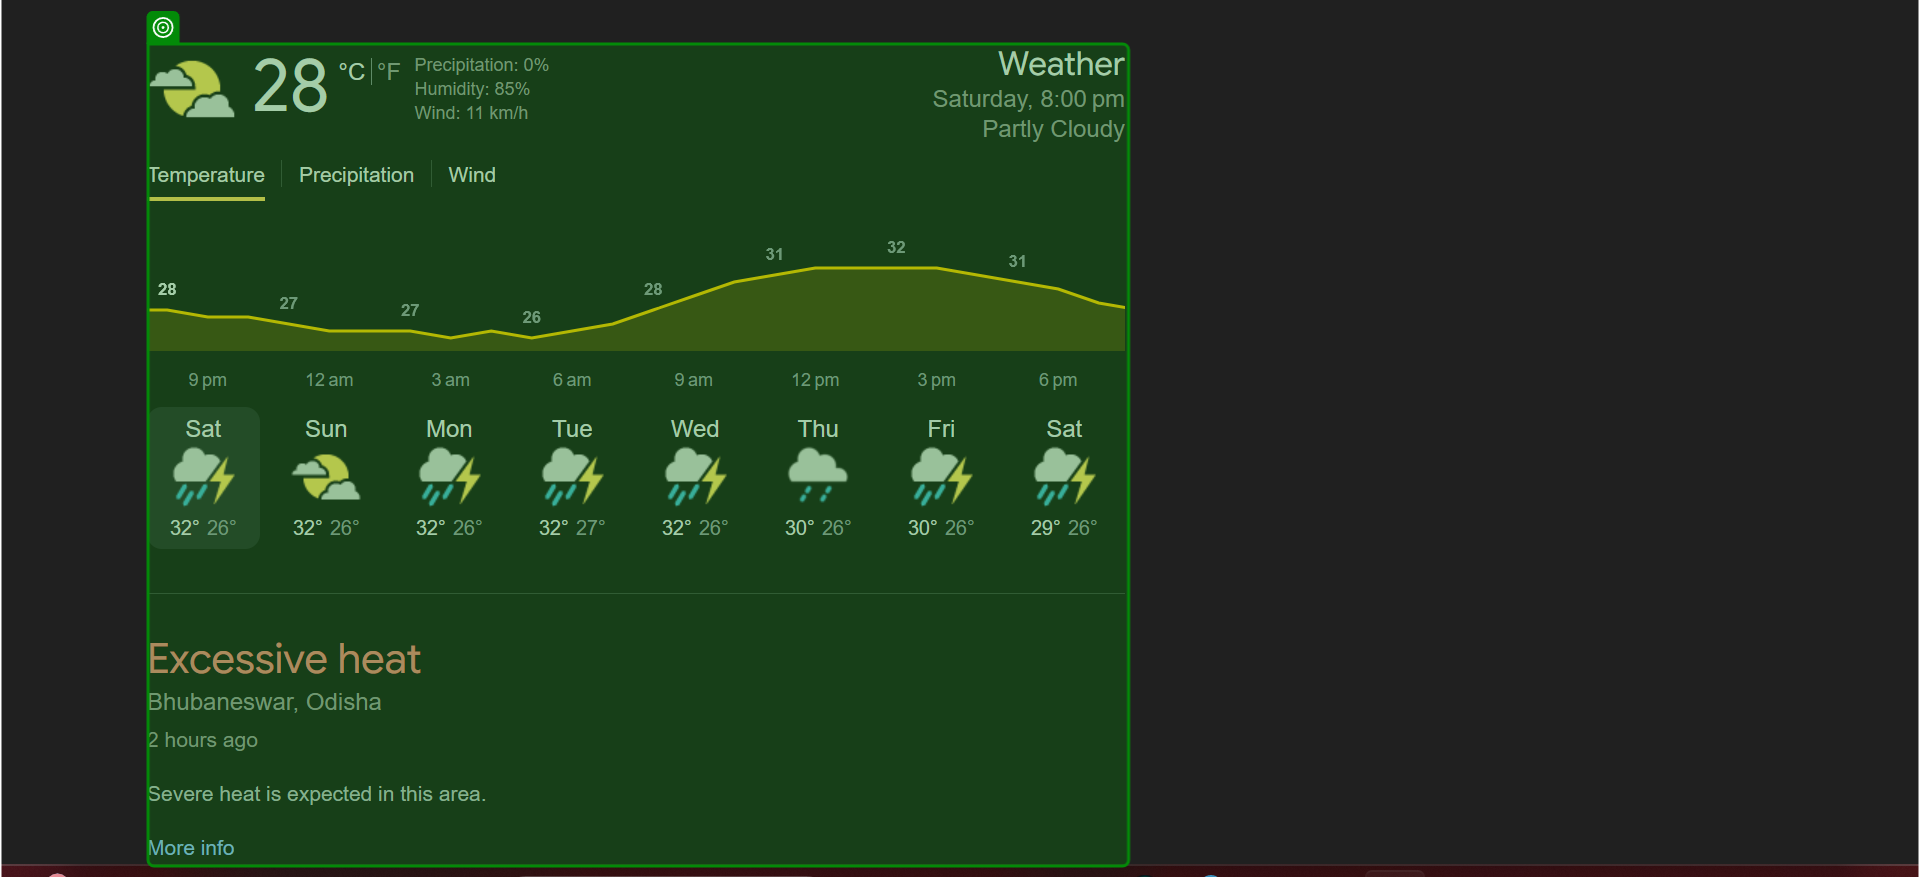 28 °C | °F
Precipitation: 0%
Humidity: 85%
Wind: 11 km/h
Weather
Saturday, 8:00 pm
Partly Cloudy
Temperature | Precipitation | Wind
28 27 27 26 28 31 32 31
9 pm 12 am 3 am 6 am 9 am 12 pm 3 pm 6 pm
Sat Sun Mon Tue Wed Thu Fri Sat
32° 26° 32° 26° 32° 26° 32° 27° 32° 26° 30° 26° 30° 26° 29° 26°
Excessive heat
Bhubaneswar, Odisha
2 hours ago
Severe heat is expected in this area.
More info